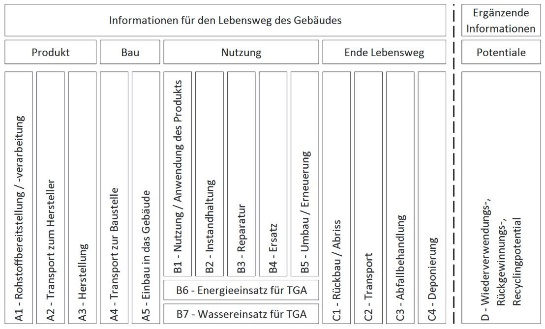 Informationen für den Lebensweg des Gebäudes
Ergänzende
Informationen
Produkt
Bau
Nutzung
Ende Lebensweg
Potentiale
A1 - Rohstoffbereitstellung / -verarbeitung
A2 - Transport zum Hersteller
A3 - Herstellung
A4 - Transport zur Baustelle
A5 - Einbau in das Gebäude
B1 - Nutzung / Anwendung des Produkts
B2 - Instandhaltung
B3 - Reparatur
B4 - Ersatz
B5 - Umbau / Erneuerung
B6 - Energieeinsatz für TGA
B7 - Wassereinsatz für TGA
C1 - Rückbau / Abriss
C2 - Transport
C3 - Abfallbehandlung
C4 - Deponierung
D - Wiederverwendungs-,
Rückgewinnungs-,
Recyclingpotential